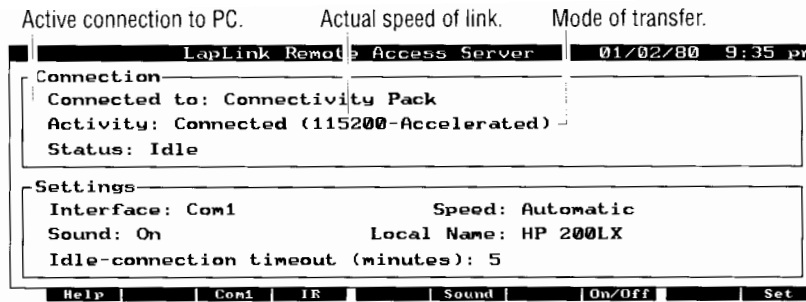 Active connection to PC. Actual speed of link. Mode of transfer.
LapLink Remote Access Server 01/02/80 9:35 pm
Connection
Connected to: Connectivity Pack
Activity: Connected (115200-Accelerated)
Status: Idle
Settings
Interface: Com1 Speed: Automatic
Sound: On Local Name: HP 200LX
Idle-connection timeout (minutes): 5
Help Com1 IR Sound On/Off Set